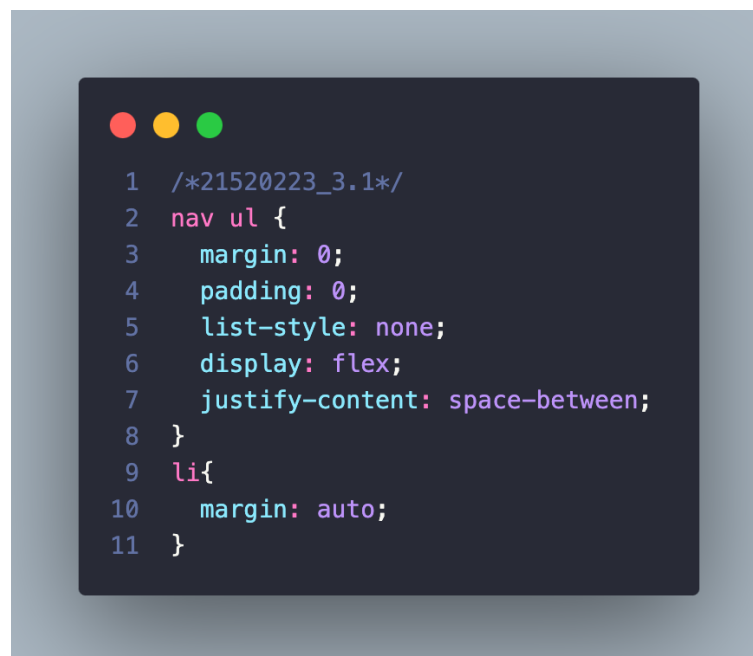 1 /*21520223_3.1*/
2 nav ul {
3 margin: 0;
4 padding: 0;
5 list-style: none;
6 display: flex;
7 justify-content: space-between;
8 }
9 li{
10 margin: auto;
11 }